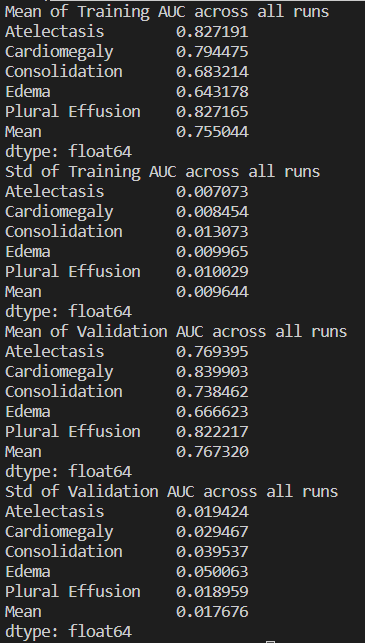 Mean of Training AUC across all runs
Atelectasis 0.827191
Cardiomegaly 0.794475
Consolidation 0.683214
Edema 0.643178
Plural Effusion 0.827165
Mean 0.755044
dtype: float64
Std of Training AUC across all runs
Atelectasis 0.007073
Cardiomegaly 0.008454
Consolidation 0.013073
Edema 0.009965
Plural Effusion 0.010029
Mean 0.009644
dtype: float64
Mean of Validation AUC across all runs
Atelectasis 0.769395
Cardiomegaly 0.839903
Consolidation 0.738462
Edema 0.666623
Plural Effusion 0.822217
Mean 0.767320
dtype: float64
Std of Validation AUC across all runs
Atelectasis 0.019424
Cardiomegaly 0.029467
Consolidation 0.039537
Edema 0.050063
Plural Effusion 0.018959
Mean 0.017676
dtype: float64